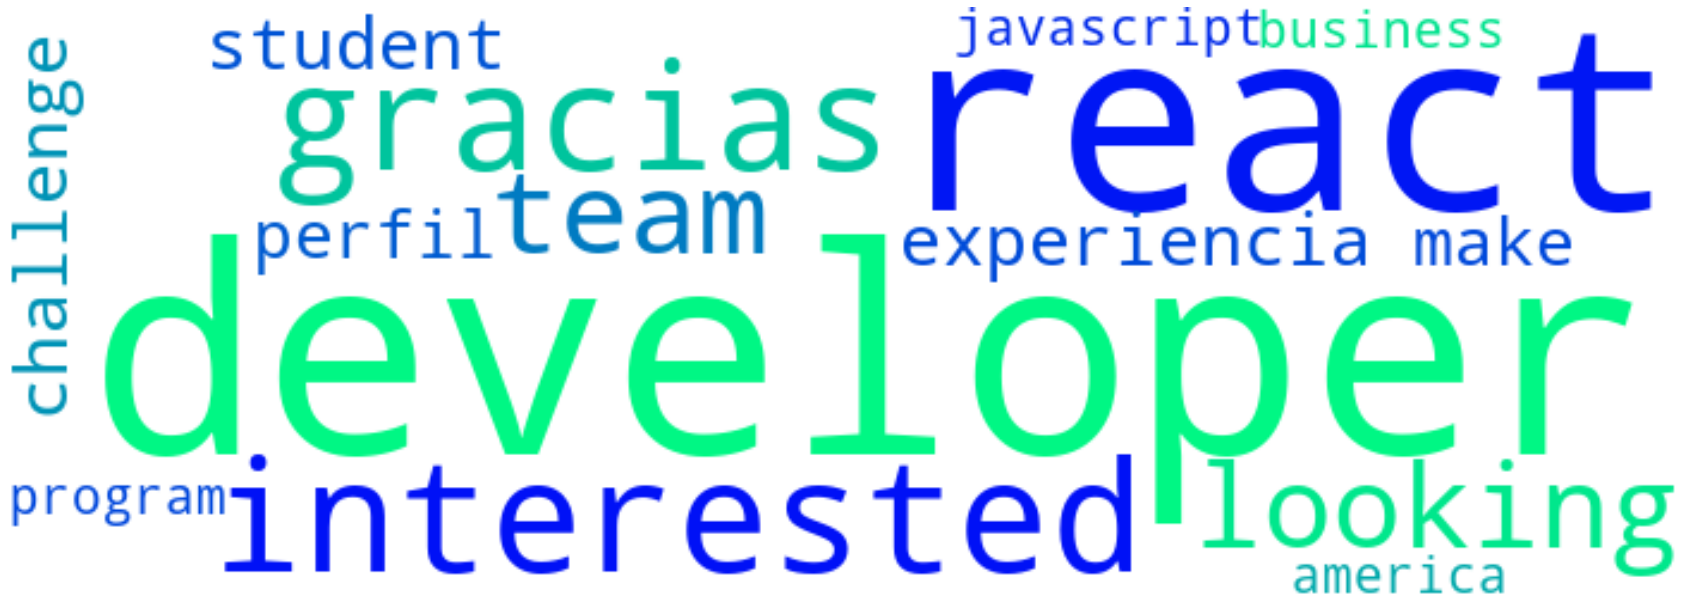 challenge
student
javascript
business
gracias
react
perfil
team
experiencia
make
developer
program
interested
looking
america